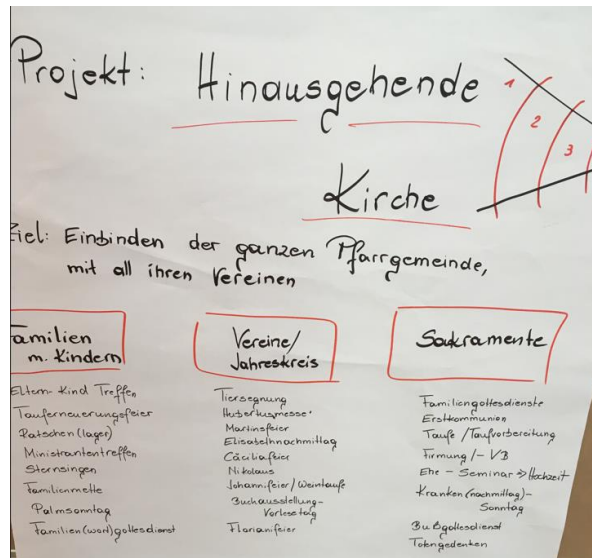 Projekt: Hinausgehende
Kirche
1
2
3
Ziel: Einbinden der ganzen Pfarrgemeinde,
mit all ihren Vereinen
Familien
m. Kindern
Eltern-Kind Treffen
Tauferneuerungsfeier
Ratschen (lager)
Ministrantentreffen
Sternsingen
Familienmette
Palmsonntag
Familien(wort)gottesdienst
Vereine/
Jahreskreis
Tiersegnung
Hubertusmesse
Martinsfeier
Elisabethnachmittag
Cäciliafeier
Nikolaus
Johannifeier/Weintaufe
Buchausstellung-
Vorlesetag
Florianifeier
Sakramente
Familiengottesdienste
Erstkommunion
Taufe/Taufvorbereitung
Firmung/-VB
Ehe - Seminar => Hochzeit
Kranken(nachmittag)-
Sonntag
Bußgottesdienst
Totengedenken